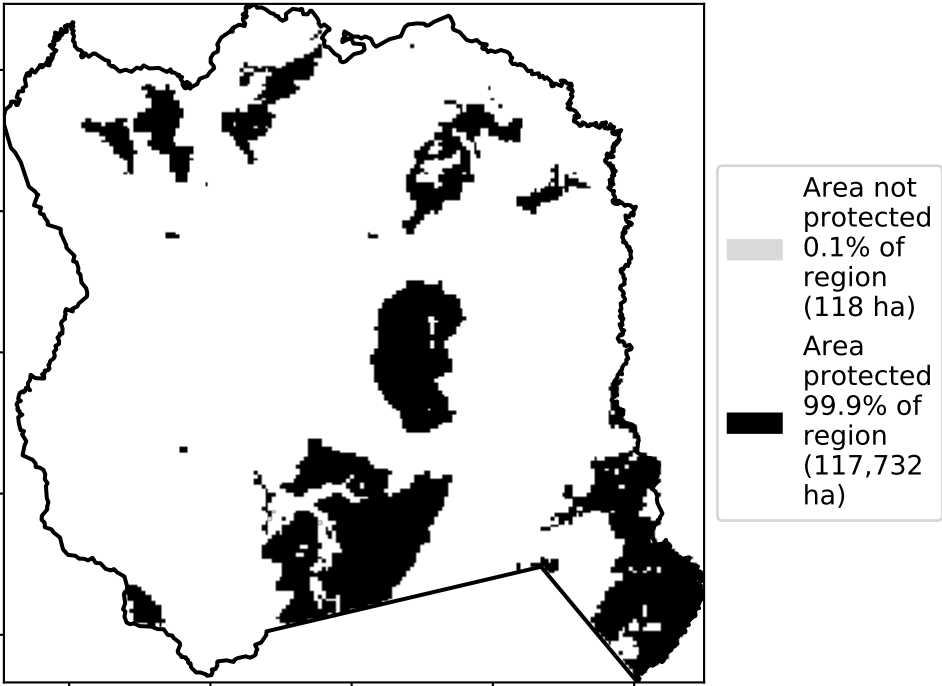 Area not
protected
0.1% of
region
(118 ha)
Area
protected
99.9% of
region
(117,732
ha)